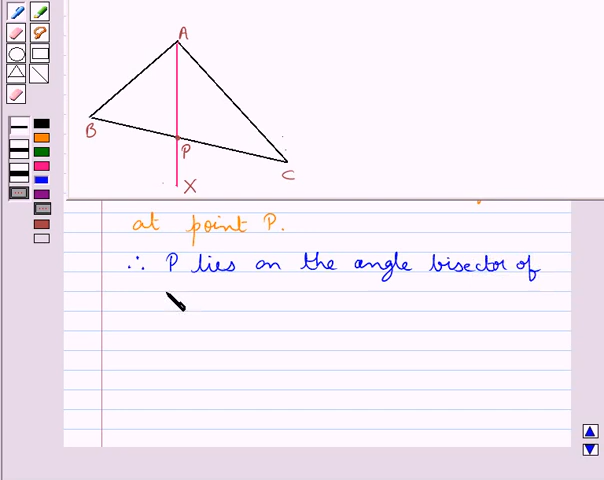 A
B
P
C
X
at point P.
∴ P lies on the angle bisector of